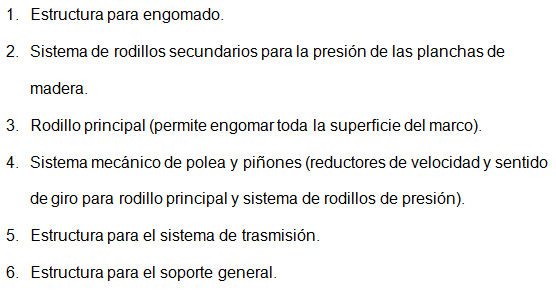 1. Estructura para engomado.
2. Sistema de rodillos secundarios para la presión de las planchas de
madera.
3. Rodillo principal (permite engomar toda la superficie del marco).
4. Sistema mecánico de polea y piñones (reductores de velocidad y sentido
de giro para rodillo principal y sistema de rodillos de presión).
5. Estructura para el sistema de trasmisión.
6. Estructura para el soporte general.